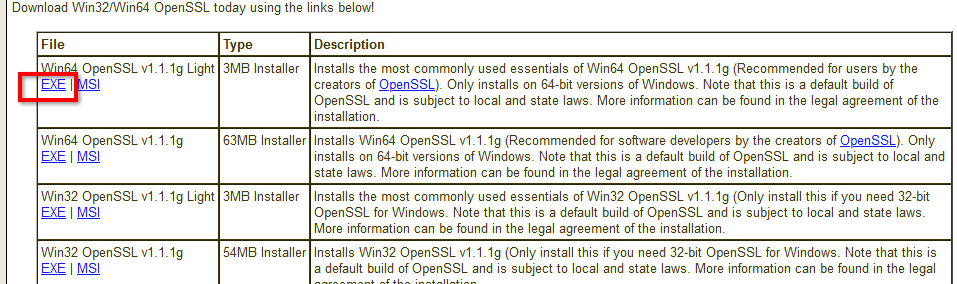 Download Win32/Win64 OpenSSL today using the links below!
File Type Description
Win64 OpenSSL v1.1.1g Light
EXE | MSI
3MB Installer
Installs the most commonly used essentials of Win64 OpenSSL v1.1.1g (Recommended for users by the
creators of OpenSSL). Only installs on 64-bit versions of Windows. Note that this is a default build of
OpenSSL and is subject to local and state laws. More information can be found in the legal agreement of the
installation.
Win64 OpenSSL v1.1.1g
EXE | MSI
63MB Installer
Installs Win64 OpenSSL v1.1.1g (Recommended for software developers by the creators of OpenSSL). Only
installs on 64-bit versions of Windows. Note that this is a default build of OpenSSL and is subject to local and
state laws. More information can be found in the legal agreement of the installation.
Win32 OpenSSL v1.1.1g Light
EXE | MSI
3MB Installer
Installs the most commonly used essentials of Win32 OpenSSL v1.1.1g (Only install this if you need 32-bit
OpenSSL for Windows. Note that this is a default build of OpenSSL and is subject to local and state laws.
More information can be found in the legal agreement of the installation.
Win32 OpenSSL v1.1.1g
EXE | MSI
54MB Installer
Installs Win32 OpenSSL v1.1.1g (Only install this if you need 32-bit OpenSSL for Windows. Note that this is
a default build of OpenSSL and is subject to local and state laws. More information can be found in the legal
agreement of the installation.